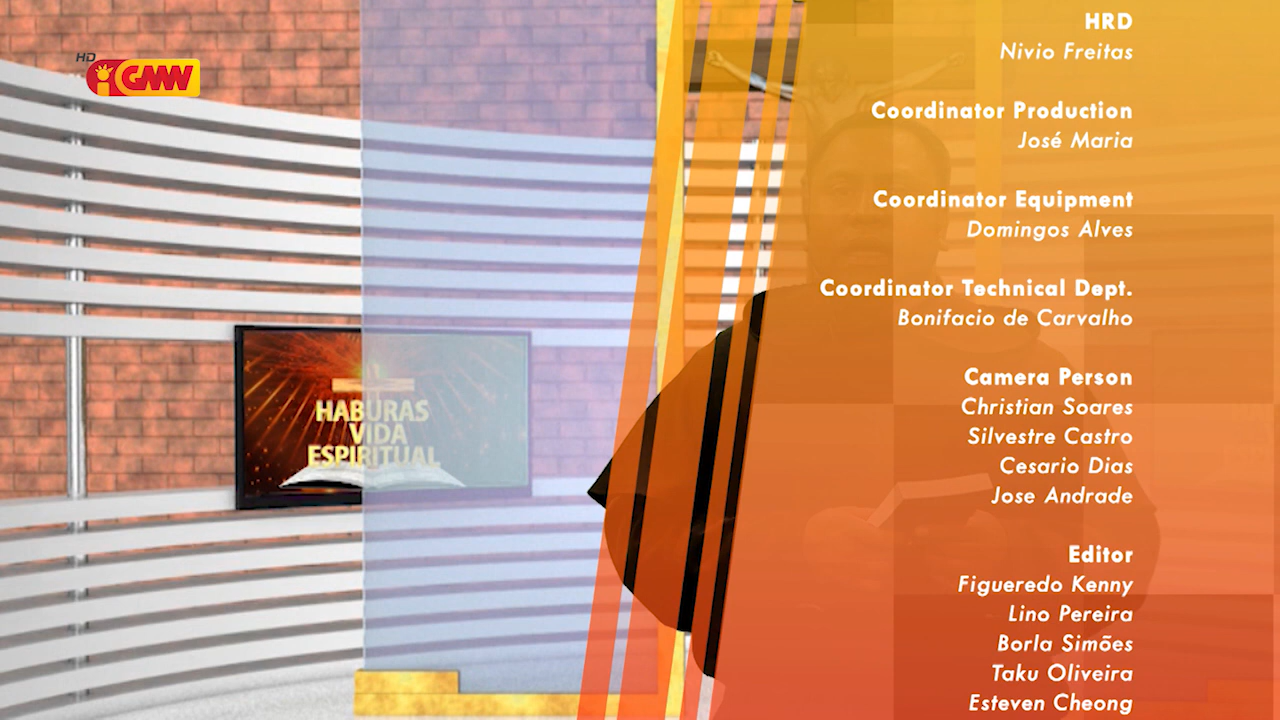 HD
GMW
HABURAS
VIDA
ESPIRITUAL
HRD
Nivio Freitas
Coordinator Production
José Maria
Coordinator Equipment
Domingos Alves
Coordinator Technical Dept.
Bonifacio de Carvalho
Camera Person
Christian Soares
Silvestre Castro
Cesario Dias
Jose Andrade
Editor
Figueredo Kenny
Lino Pereira
Borla Simões
Taku Oliveira
Esteven Cheong